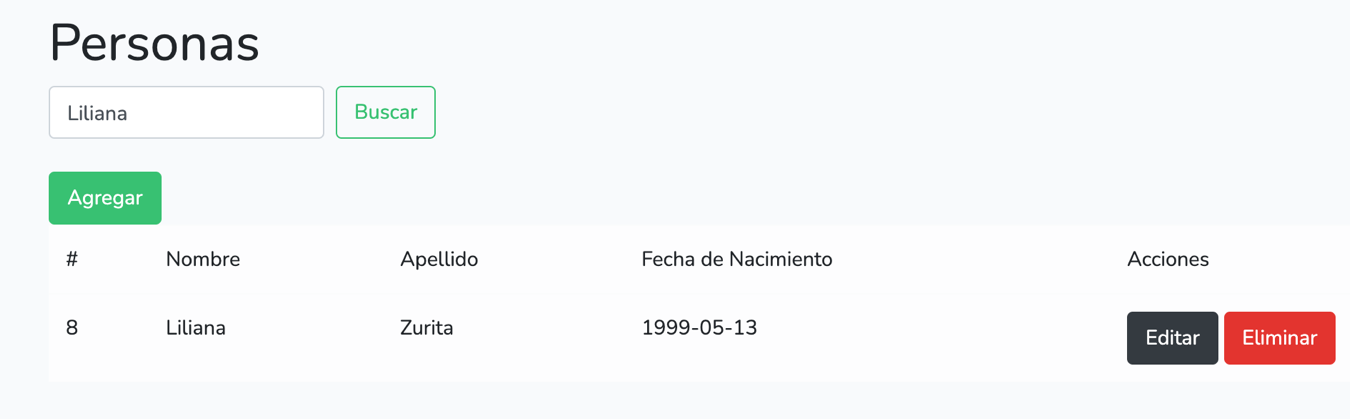 Personas
Liliana
Buscar
Agregar
# Nombre Apellido Fecha de Nacimiento Acciones
8 Liliana Zurita 1999-05-13 Editar Eliminar